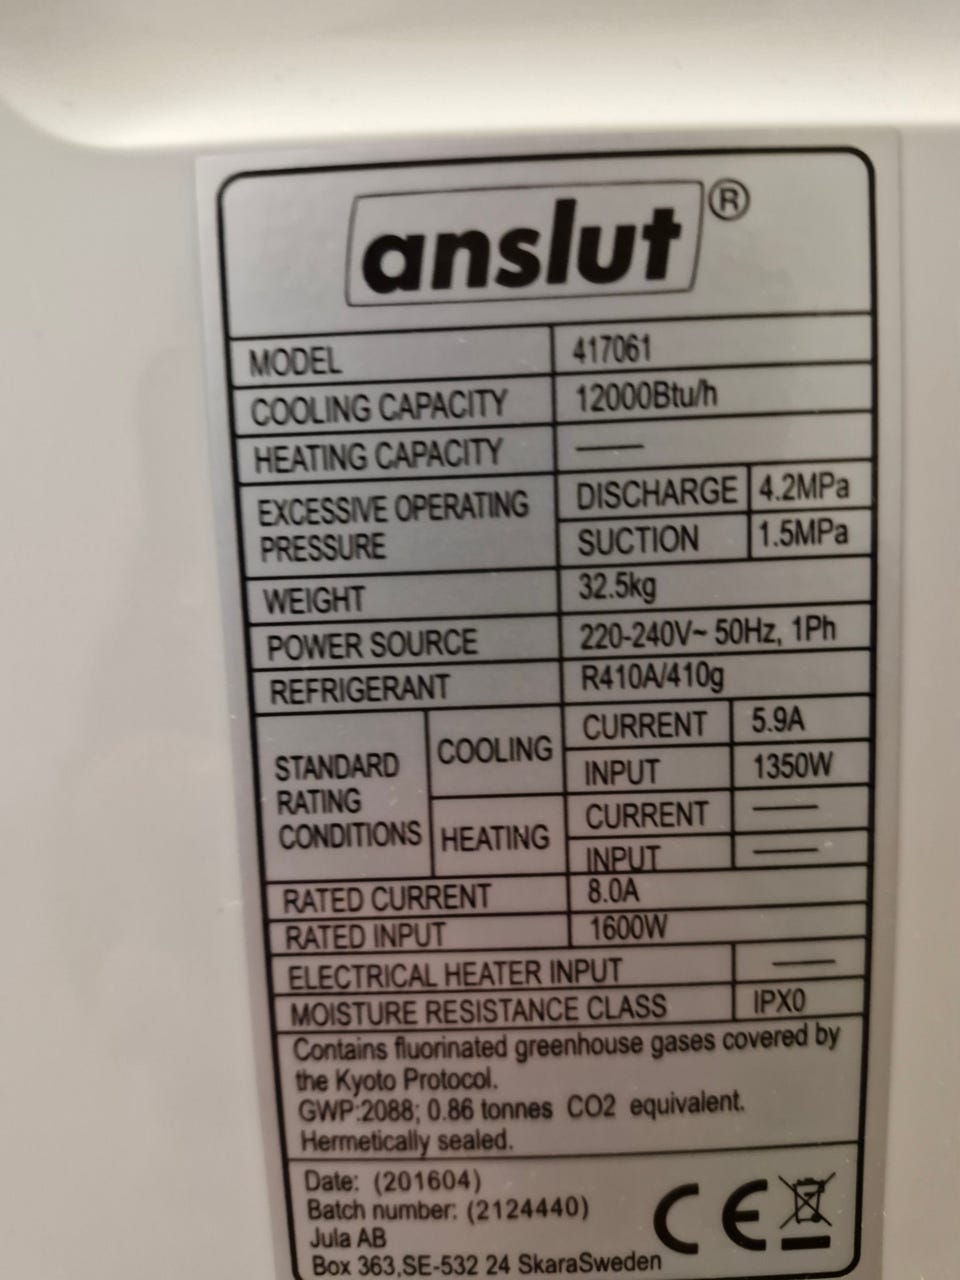 anslut®
MODEL 417061
COOLING CAPACITY 12000Btu/h
HEATING CAPACITY ——
EXCESSIVE OPERATING PRESSURE DISCHARGE 4.2MPa
SUCTION 1.5MPa
WEIGHT 32.5kg
POWER SOURCE 220-240V~ 50Hz, 1Ph
REFRIGERANT R410A/410g
STANDARD RATING CONDITIONS COOLING CURRENT 5.9A
INPUT 1350W
HEATING CURRENT ——
INPUT ——
RATED CURRENT 8.0A
RATED INPUT 1600W
ELECTRICAL HEATER INPUT ——
MOISTURE RESISTANCE CLASS IPX0
Contains fluorinated greenhouse gases covered by
the Kyoto Protocol.
GWP:2088; 0.86 tonnes CO2 equivalent.
Hermetically sealed.
Date: (201604)
Batch number: (2124440)
Jula AB
Box 363,SE-532 24 SkaraSweden
CE